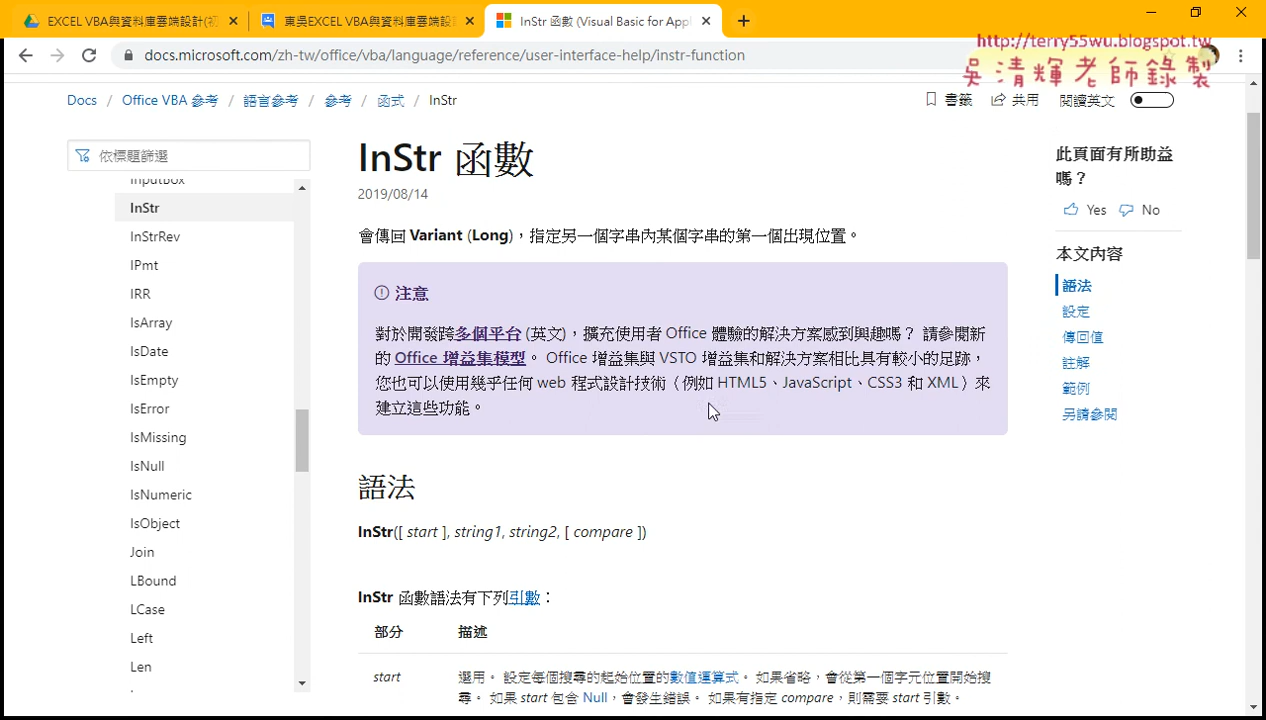 EXCEL VBA與資料庫雲端設計(初
東吳EXCEL VBA與資料庫雲端設
InStr 函數 (Visual Basic for Appl
docs.microsoft.com/zh-tw/office/vba/language/reference/user-interface-help/instr-function
http://terry55wu.blogspot.tw
吳清輝老師錄製
Docs / Office VBA 參考 / 語言參考 / 參考 / 函式 / InStr
書籤 共用 閱讀英文
依標題篩選
InputBox
InStr
InStrRev
IPmt
IRR
IsArray
IsDate
IsEmpty
IsError
IsMissing
IsNull
IsNumeric
IsObject
Join
LBound
LCase
Left
Len
InStr 函數
2019/08/14
會傳回 Variant (Long)，指定另一個字串內某個字串的第一個出現位置。
注意
對於開發跨多個平台 (英文)，擴充使用者 Office 體驗的解決方案感到興趣嗎？ 請參閱新
的 Office 增益集模型。 Office 增益集與 VSTO 增益集和解決方案相比具有較小的足跡，
您也可以使用幾乎任何 web 程式設計技術（例如 HTML5、JavaScript、CSS3 和 XML）來
建立這些功能。
語法
InStr([ start ], string1, string2, [ compare ])
InStr 函數語法有下列引數：
部分 描述
start 選用。 設定每個搜尋的起始位置的數值運算式。 如果省略，會從第一個字元位置開始搜
尋。 如果 start 包含 Null，會發生錯誤。 如果有指定 compare，則需要 start 引數。
此頁面有所助益
嗎？
Yes No
本文內容
語法
設定
傳回值
註解
範例
另請參閱